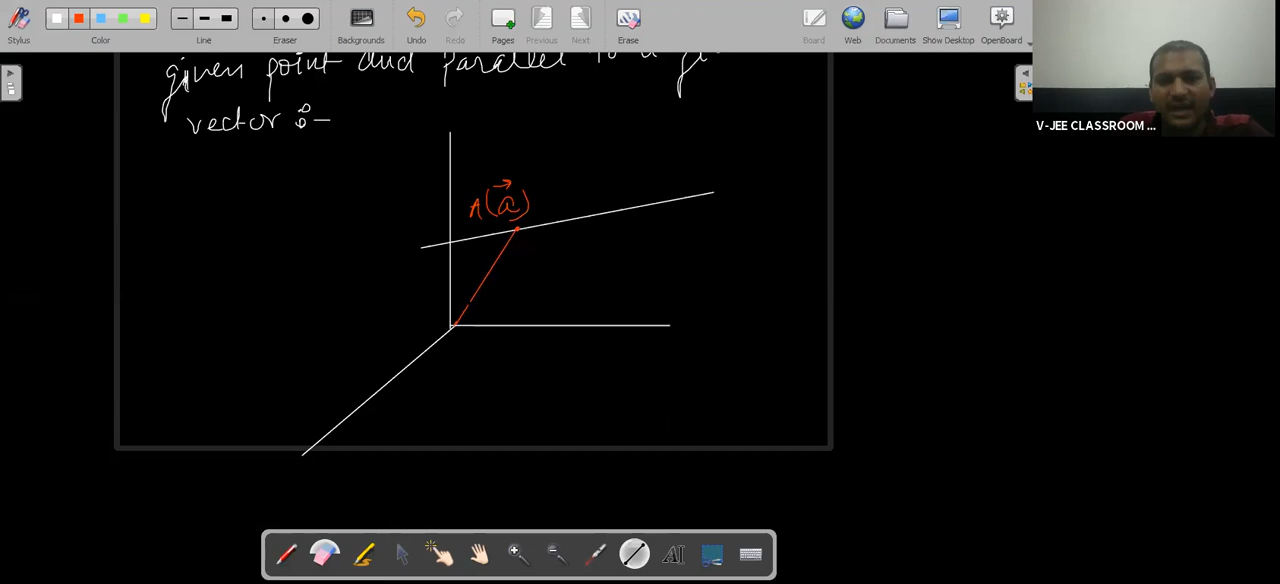 Stylus
Color
Line
Eraser
Backgrounds
Undo
Redo
Pages
Previous
Next
Erase
Board
Web
Documents
Show Desktop
OpenBoard
V-JEE CLASSROOM ...
given point and parallel to a
vector :-
A(a⃗)
AI